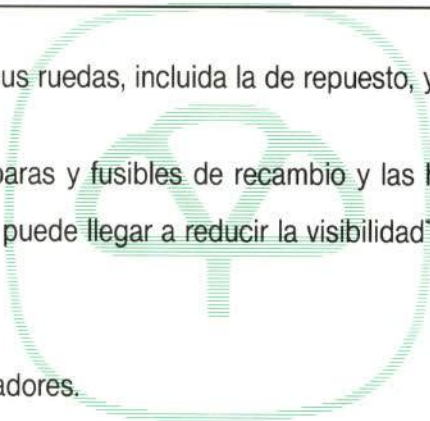 us ruedas, incluida la de repuesto, y
paras y fusibles de recambio y las h
puede llegar a reducir la visibilidad
adores.